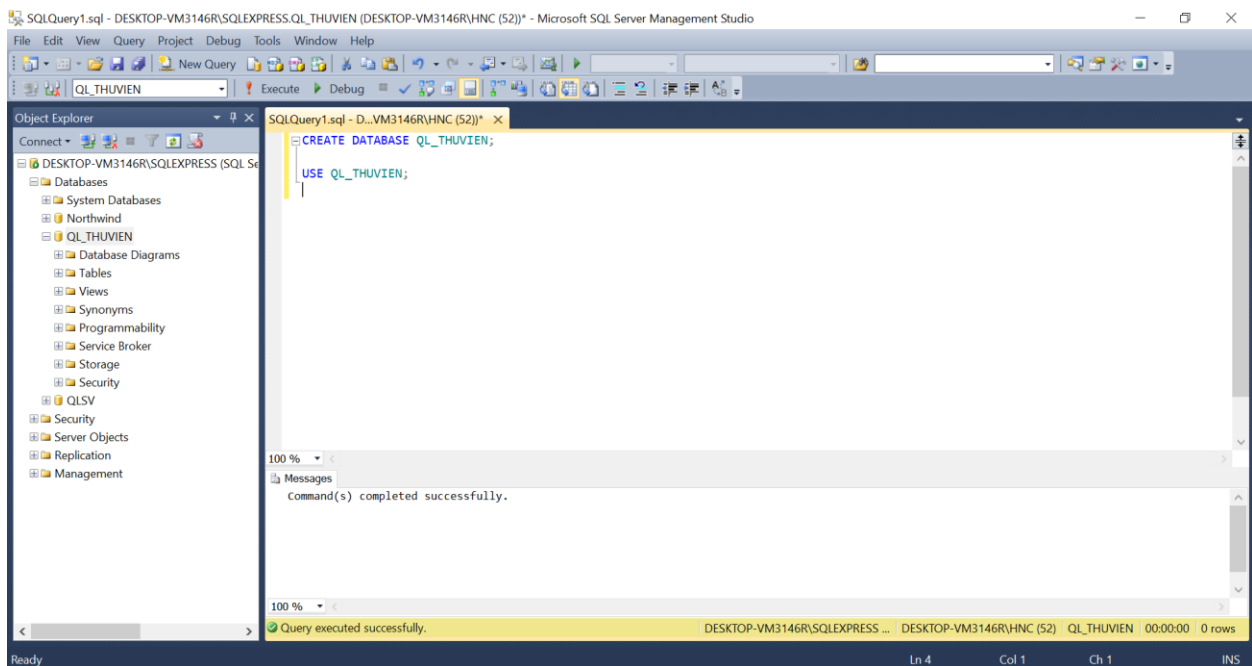 SQLQuery1.sql - DESKTOP-VM3146R\SQLEXPRESS.QL_THUVIEN (DESKTOP-VM3146R\HNC (52))* - Microsoft SQL Server Management Studio
File Edit View Query Project Debug Tools Window Help
New Query
QL_THUVIEN Execute Debug
Object Explorer
Connect
DESKTOP-VM3146R\SQLEXPRESS (SQL Se
Databases
System Databases
Northwind
QL_THUVIEN
Database Diagrams
Tables
Views
Synonyms
Programmability
Service Broker
Storage
Security
QLSV
Security
Server Objects
Replication
Management
SQLQuery1.sql - D...VM3146R\HNC (52))*
CREATE DATABASE QL_THUVIEN;
USE QL_THUVIEN;
100 %
Messages
Command(s) completed successfully.
100 %
Query executed successfully. DESKTOP-VM3146R\SQLEXPRESS ... DESKTOP-VM3146R\HNC (52) QL_THUVIEN 00:00:00 0 rows
Ready Ln 4 Col 1 Ch 1 INS